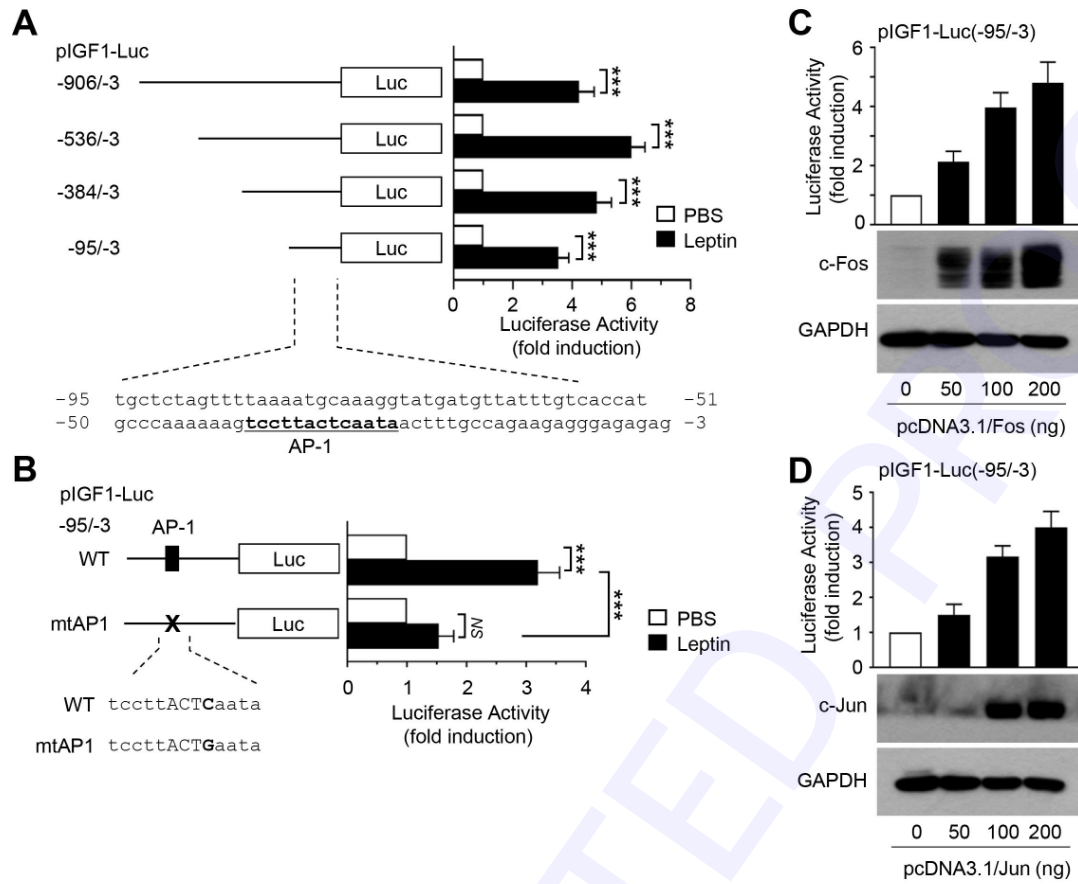 A
pIGF1-Luc
-906/-3
Luc
***
-536/-3
Luc
***
-384/-3
Luc
***
-95/-3
Luc
***
PBS
Leptin
0 2 4 6 8
Luciferase Activity
(fold induction)
-95 tgctctagttttaaaatgcaaaggtatgatgttatttgtcaccat -51
-50 gcccaaaaaagtccttactcaataactttgccagaagagggagagag -3
AP-1
B
pIGF1-Luc
-95/-3 AP-1
WT
Luc
***
***
mtAP1
X
Luc
NS
PBS
Leptin
0 1 2 3 4
Luciferase Activity
(fold induction)
WT tccttACTCaata
mtAP1 tccttACTGaata
C
pIGF1-Luc(-95/-3)
Luciferase Activity
(fold induction)
6
4
2
0
c-Fos
GAPDH
0 50 100 200
pcDNA3.1/Fos (ng)
D
pIGF1-Luc(-95/-3)
Luciferase Activity
(fold induction)
5
4
3
2
1
0
c-Jun
GAPDH
0 50 100 200
pcDNA3.1/Jun (ng)